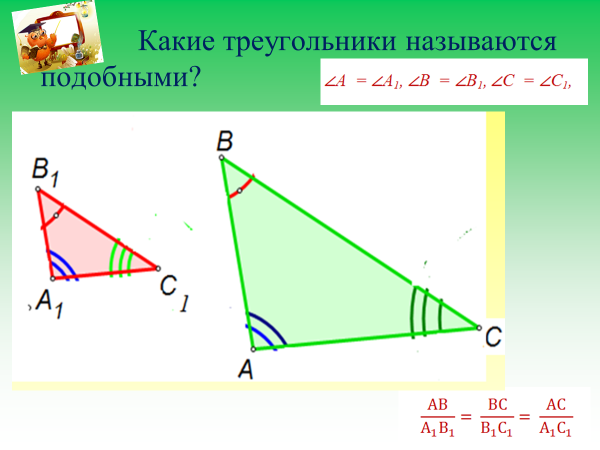 Какие треугольники называются
подобными?
∠A = ∠A₁, ∠B = ∠B₁, ∠C = ∠C₁,
B
B₁
C₁
A₁
C
A
AB/A₁B₁ = BC/B₁C₁ = AC/A₁C₁